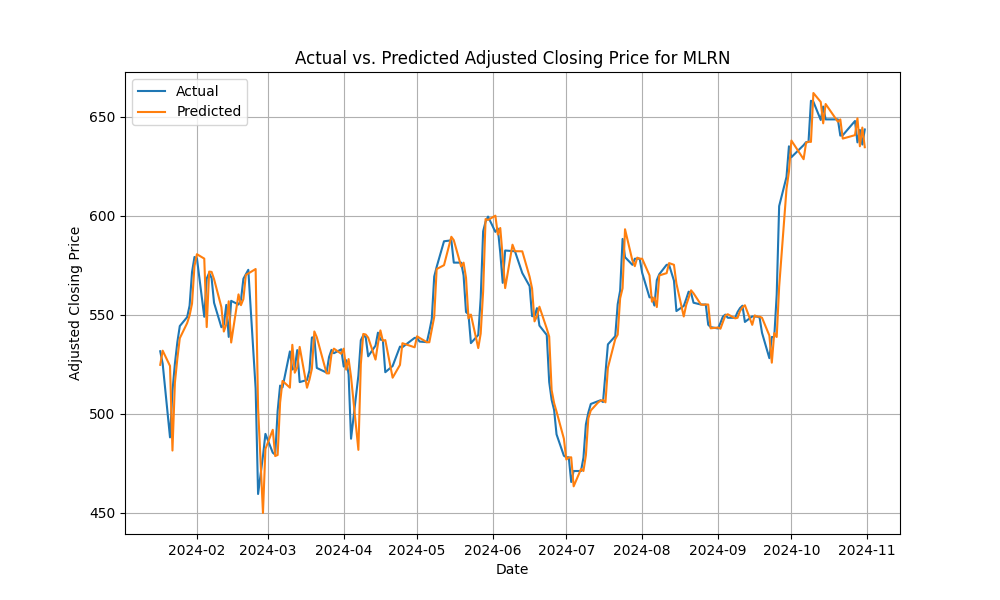 Actual vs. Predicted Adjusted Closing Price for MLRN
Actual
Predicted
Adjusted Closing Price
650
600
550
500
450
2024-02 2024-03 2024-04 2024-05 2024-06 2024-07 2024-08 2024-09 2024-10 2024-11
Date